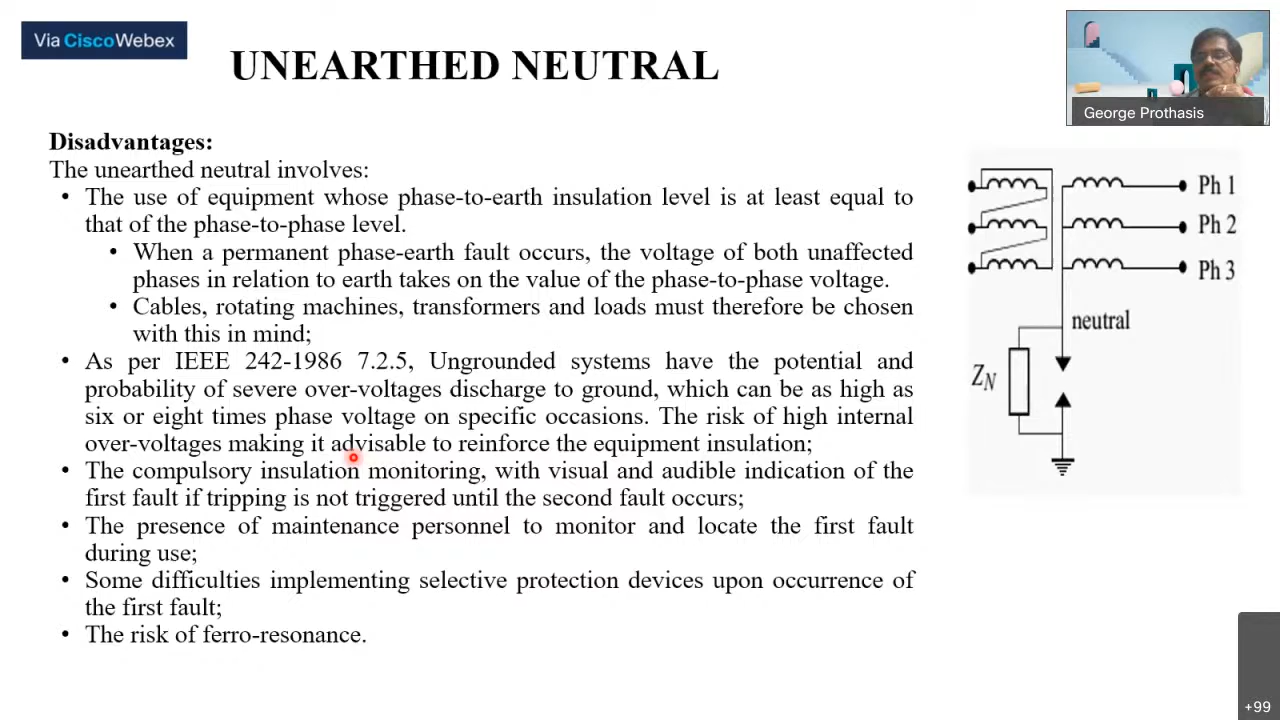 Via CiscoWebex
UNEARTHED NEUTRAL
George Prothasis
Disadvantages:
The unearthed neutral involves:
• The use of equipment whose phase-to-earth insulation level is at least equal to
that of the phase-to-phase level.
• When a permanent phase-earth fault occurs, the voltage of both unaffected
phases in relation to earth takes on the value of the phase-to-phase voltage.
• Cables, rotating machines, transformers and loads must therefore be chosen
with this in mind;
• As per IEEE 242-1986 7.2.5, Ungrounded systems have the potential and
probability of severe over-voltages discharge to ground, which can be as high as
six or eight times phase voltage on specific occasions. The risk of high internal
over-voltages making it advisable to reinforce the equipment insulation;
• The compulsory insulation monitoring, with visual and audible indication of the
first fault if tripping is not triggered until the second fault occurs;
• The presence of maintenance personnel to monitor and locate the first fault
during use;
• Some difficulties implementing selective protection devices upon occurrence of
the first fault;
• The risk of ferro-resonance.
Ph 1
Ph 2
Ph 3
neutral
ZN
+99